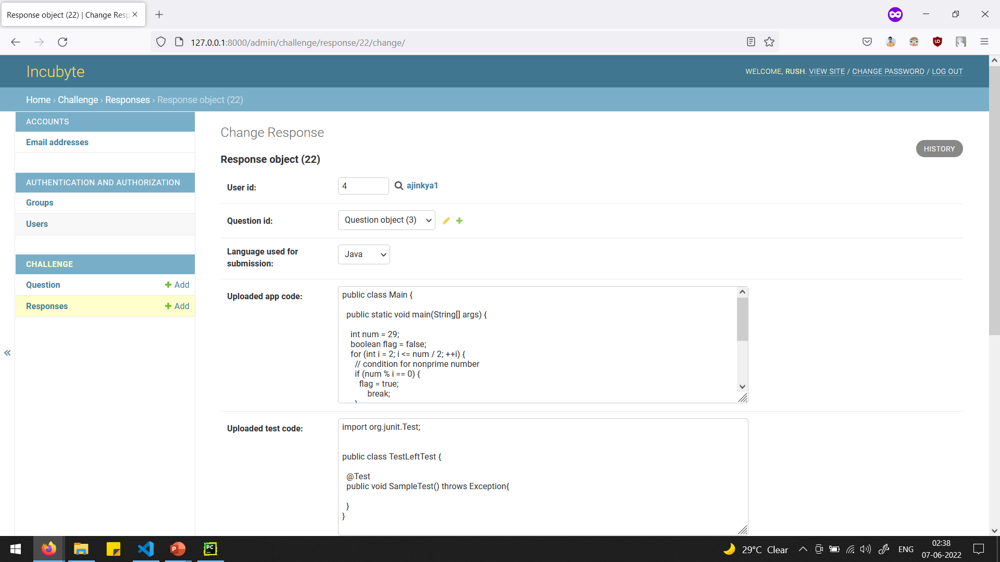 Response object (22) | Change Resp
127.0.0.1:8000/admin/challenge/response/22/change/
Incubyte
WELCOME, RUSH. VIEW SITE / CHANGE PASSWORD / LOG OUT
Home › Challenge › Responses › Response object (22)
ACCOUNTS
Email addresses
AUTHENTICATION AND AUTHORIZATION
Groups
Users
CHALLENGE
Question + Add
Responses + Add
«
Change Response
HISTORY
Response object (22)
User id: 4 ajinkya1
Question id: Question object (3)
Language used for
submission: Java
Uploaded app code:
public class Main {
public static void main(String[] args) {
int num = 29;
boolean flag = false;
for (int i = 2; i <= num / 2; ++i) {
// condition for nonprime number
if (num % i == 0) {
flag = true;
break;
}
Uploaded test code:
import org.junit.Test;
public class TestLeftTest {
@Test
public void SampleTest() throws Exception{
}
}
29°C Clear
ENG
02:38
07-06-2022